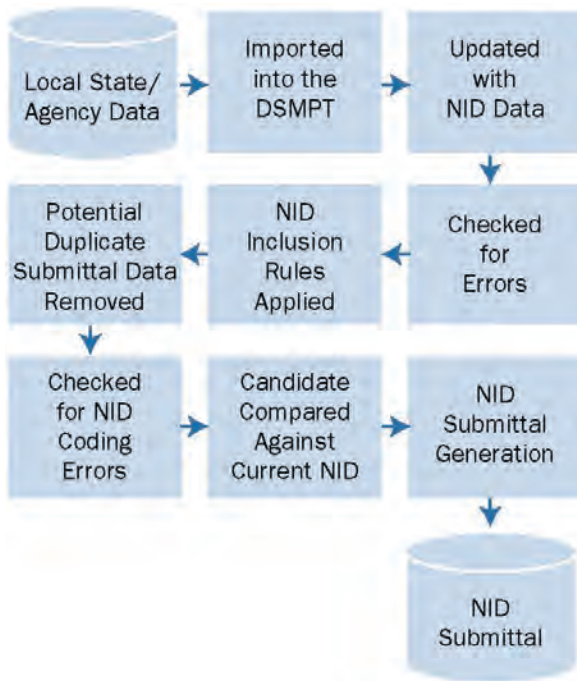 Local State/
Agency Data
Imported
into the
DSMPT
Updated
with
NID Data
Checked
for
Errors
NID
Inclusion
Rules
Applied
Potential
Duplicate
Submittal Data
Removed
Checked
for NID
Coding
Errors
Candidate
Compared
Against
Current NID
NID
Submittal
Generation
NID
Submittal